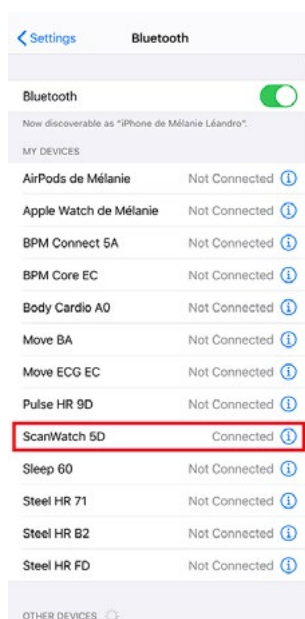 Settings Bluetooth
Bluetooth
Now discoverable as "iPhone de Mélanie Léandro".
MY DEVICES
AirPods de Mélanie Not Connected
Apple Watch de Mélanie Not Connected
BPM Connect 5A Not Connected
BPM Core EC Not Connected
Body Cardio A0 Not Connected
Move BA Not Connected
Move ECG EC Not Connected
Pulse HR 9D Not Connected
ScanWatch 5D Connected
Sleep 60 Not Connected
Steel HR 71 Not Connected
Steel HR B2 Not Connected
Steel HR FD Not Connected
OTHER DEVICES